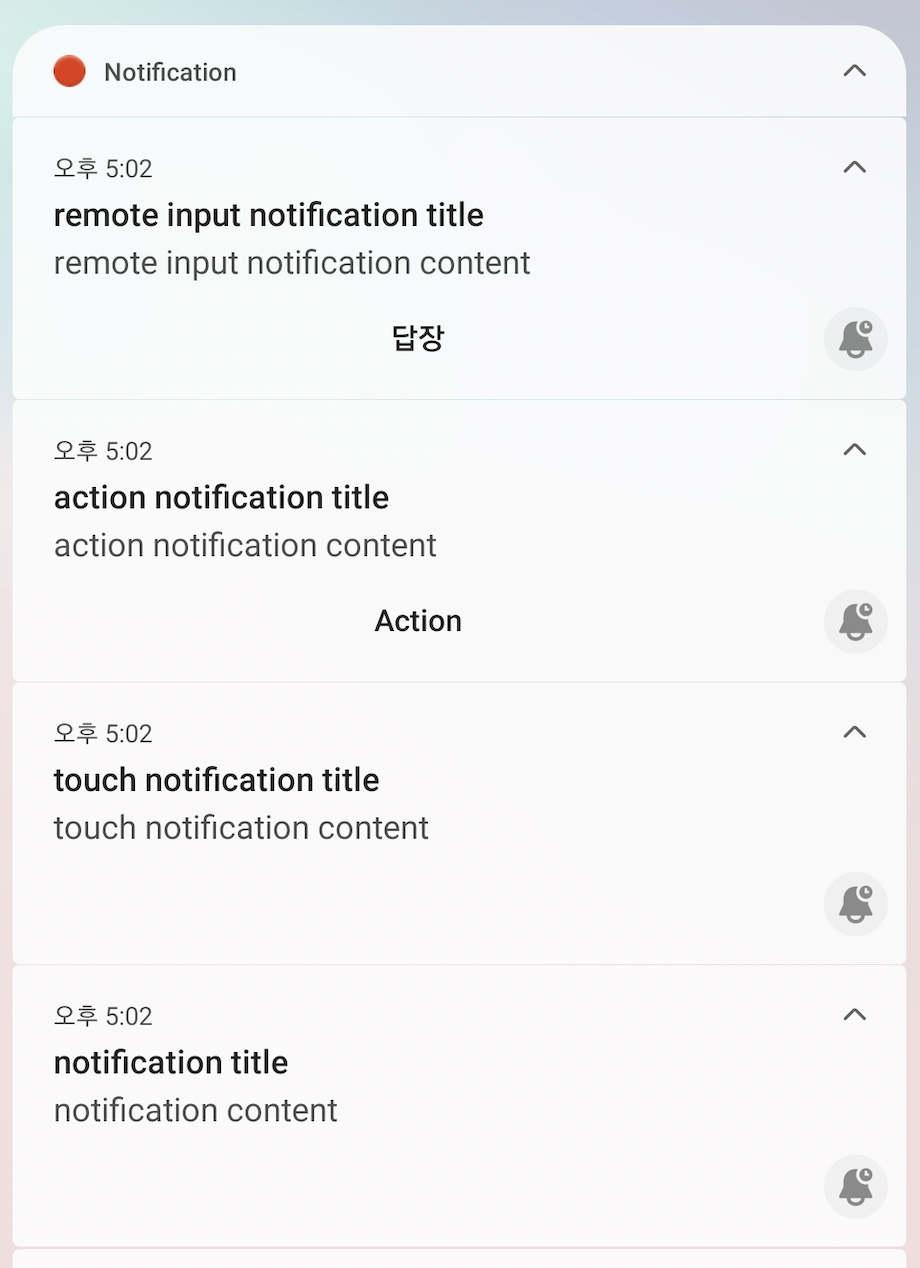 Notification
오후 5:02
remote input notification title
remote input notification content
답장
오후 5:02
action notification title
action notification content
Action
오후 5:02
touch notification title
touch notification content
오후 5:02
notification title
notification content